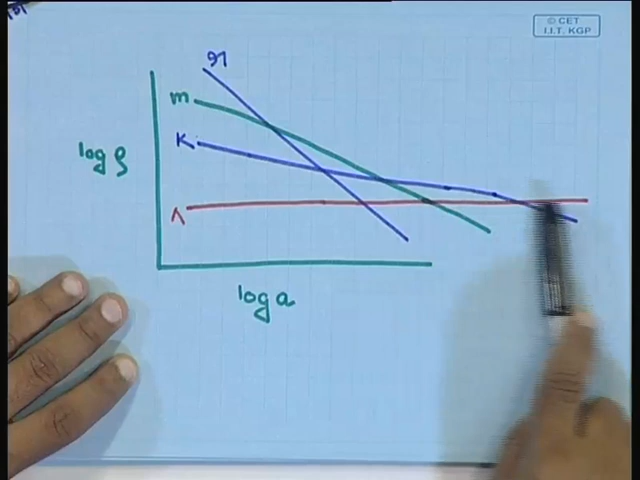 © CET
I.I.T. KGP
r
m
K
log ρ
Λ
log a